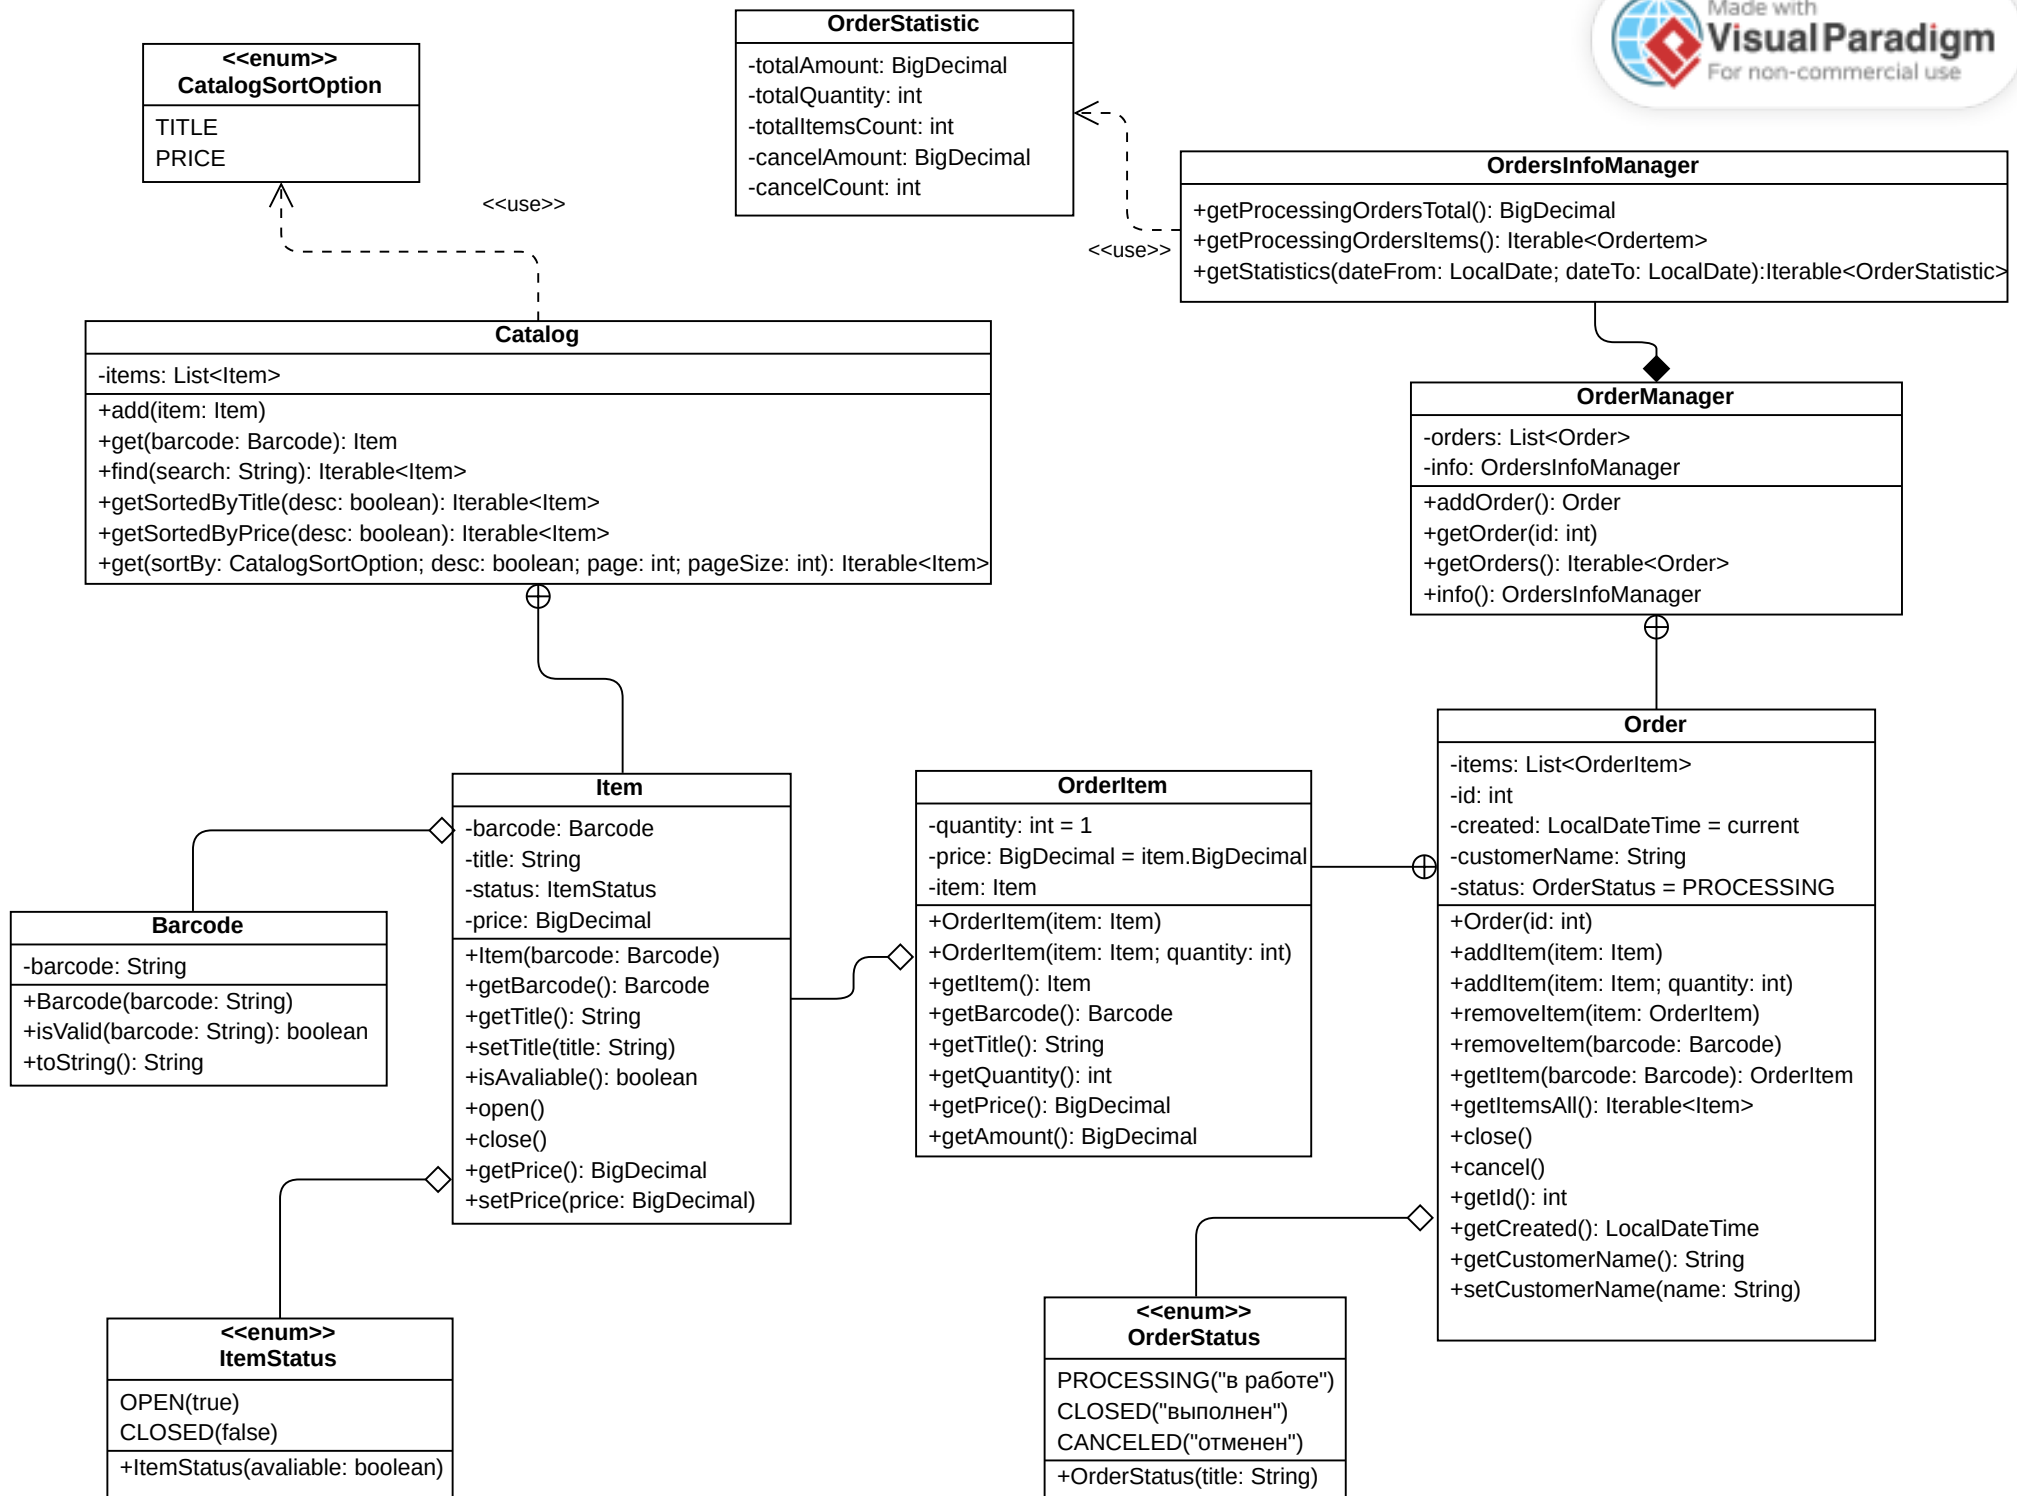 Made with
Visual Paradigm
For non-commercial use
<<enum>>
CatalogSortOption
TITLE
PRICE
OrderStatistic
-totalAmount: BigDecimal
-totalQuantity: int
-totalItemsCount: int
-cancelAmount: BigDecimal
-cancelCount: int
OrdersInfoManager
+getProcessingOrdersTotal(): BigDecimal
+getProcessingOrdersItems(): Iterable<Ordertem>
+getStatistics(dateFrom: LocalDate; dateTo: LocalDate):Iterable<OrderStatistic>
<<use>>
<<use>>
Catalog
-items: List<Item>
+add(item: Item)
+get(barcode: Barcode): Item
+find(search: String): Iterable<Item>
+getSortedByTitle(desc: boolean): Iterable<Item>
+getSortedByPrice(desc: boolean): Iterable<Item>
+get(sortBy: CatalogSortOption; desc: boolean; page: int; pageSize: int): Iterable<Item>
OrderManager
-orders: List<Order>
-info: OrdersInfoManager
+addOrder(): Order
+getOrder(id: int)
+getOrders(): Iterable<Order>
+info(): OrdersInfoManager
Item
-barcode: Barcode
-title: String
-status: ItemStatus
-price: BigDecimal
+Item(barcode: Barcode)
+getBarcode(): Barcode
+getTitle(): String
+setTitle(title: String)
+isAvaliable(): boolean
+open()
+close()
+getPrice(): BigDecimal
+setPrice(price: BigDecimal)
OrderItem
-quantity: int = 1
-price: BigDecimal = item.BigDecimal
-item: Item
+OrderItem(item: Item)
+OrderItem(item: Item; quantity: int)
+getItem(): Item
+getBarcode(): Barcode
+getTitle(): String
+getQuantity(): int
+getPrice(): BigDecimal
+getAmount(): BigDecimal
Order
-items: List<OrderItem>
-id: int
-created: LocalDateTime = current
-customerName: String
-status: OrderStatus = PROCESSING
+Order(id: int)
+addItem(item: Item)
+addItem(item: Item; quantity: int)
+removeItem(item: OrderItem)
+removeItem(barcode: Barcode)
+getItem(barcode: Barcode): OrderItem
+getItemsAll(): Iterable<Item>
+close()
+cancel()
+getId(): int
+getCreated(): LocalDateTime
+getCustomerName(): String
+setCustomerName(name: String)
Barcode
-barcode: String
+Barcode(barcode: String)
+isValid(barcode: String): boolean
+toString(): String
<<enum>>
ItemStatus
OPEN(true)
CLOSED(false)
+ItemStatus(avaliable: boolean)
<<enum>>
OrderStatus
PROCESSING("в работе")
CLOSED("выполнен")
CANCELED("отменен")
+OrderStatus(title: String)